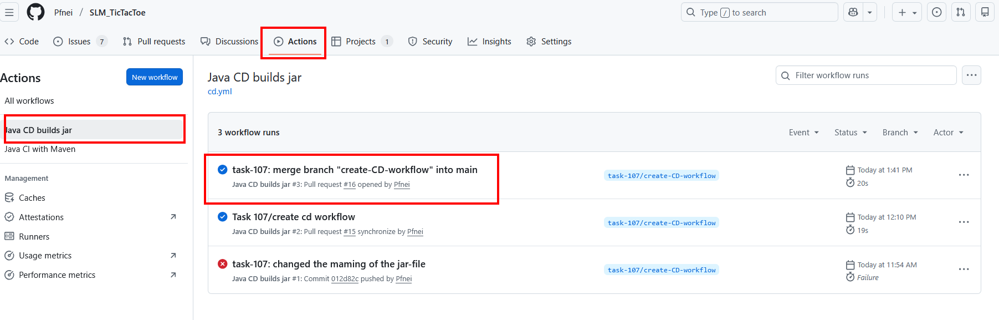 Pfnei / SLM_TicTacToe
Type / to search
Code
Issues 7
Pull requests
Discussions
Actions
Projects 1
Security
Insights
Settings
Actions
New workflow
All workflows
Java CD builds jar
Java CI with Maven
Management
Caches
Attestations
Runners
Usage metrics
Performance metrics
Java CD builds jar
cd.yml
Filter workflow runs
3 workflow runs
Event
Status
Branch
Actor
task-107: merge branch "create-CD-workflow" into main
Java CD builds jar #3: Pull request #16 opened by Pfnei
task-107/create-CD-workflow
Today at 1:41 PM
20s
Task 107/create cd workflow
Java CD builds jar #2: Pull request #15 synchronize by Pfnei
task-107/create-CD-workflow
Today at 12:10 PM
19s
task-107: changed the maming of the jar-file
Java CD builds jar #1: Commit 012d82c pushed by Pfnei
task-107/create-CD-workflow
Today at 11:54 AM
Failure